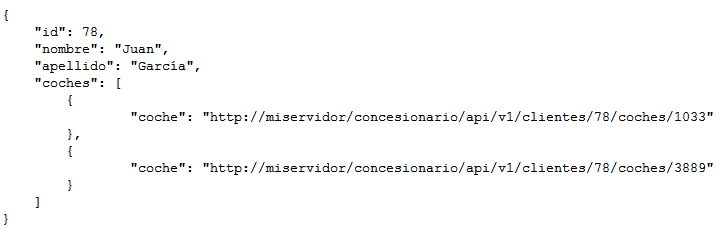 {
    "id": 78,
    "nombre": "Juan",
    "apellido": "García",
    "coches": [
        {
                "coche": "http://miservidor/concesionario/api/v1/clientes/78/coches/1033"
        },
        {
                "coche": "http://miservidor/concesionario/api/v1/clientes/78/coches/3889"
        }
    ]
}